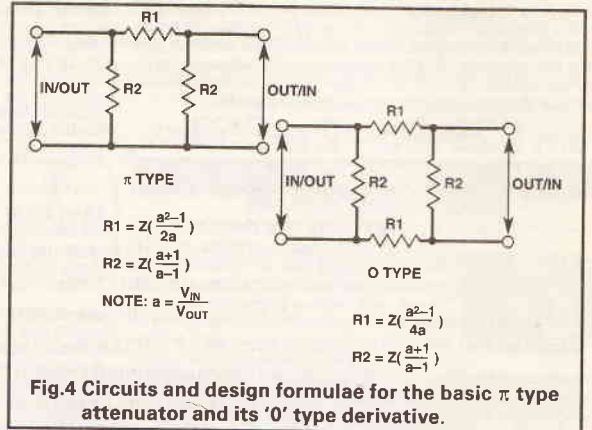 R1
IN/OUT
R2
R2
OUT/IN
π TYPE
R1 = Z(a²–1/2a)
R2 = Z(a+1/a–1)
NOTE: a = VIN/VOUT
R1
IN/OUT
R2
R2
OUT/IN
R1
O TYPE
R1 = Z(a²–1/4a)
R2 = Z(a+1/a–1)
Fig.4 Circuits and design formulae for the basic π type
attenuator and its '0' type derivative.